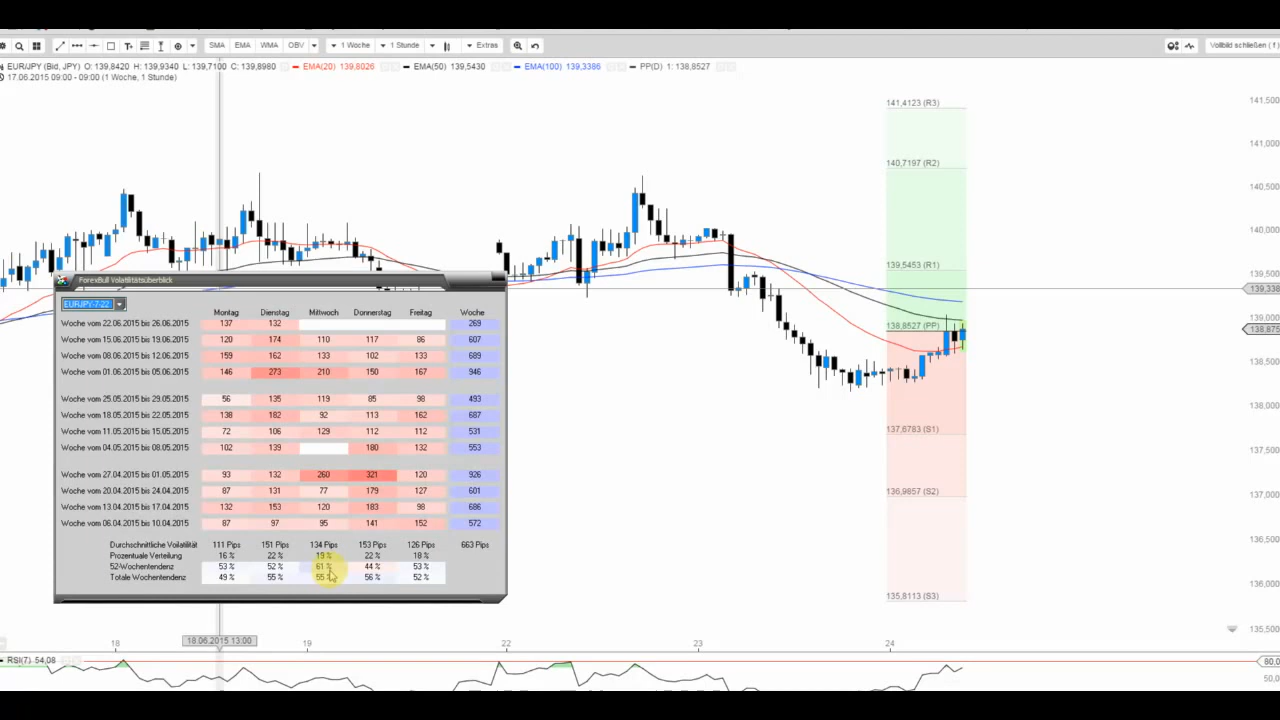 SMA EMA WMA OBV 1 Woche 1 Stunde Extras Vollbild schließen ( f )
EUR/JPY (Bid, JPY) O: 139,8420 H: 139,9340 L: 139,7100 C: 139,8980 EMA(20) 139,8026 EMA(50) 139,5430 EMA(100) 139,3386 PP(D) 1: 138,8527
17.06.2015 09:00 - 09:00 (1 Woche, 1 Stunde)
141,4123 (R3)
140,7197 (R2)
139,5453 (R1)
138,8527 (PP)
137,6783 (S1)
136,9857 (S2)
135,8113 (S3)
141,500
141,000
140,500
140,000
139,500
139,338
139,000
138,875
138,500
138,000
137,500
137,000
136,500
136,000
135,500
ForexBull Volatilitätsüberblick
EURJPY-7-22
Montag Dienstag Mittwoch Donnerstag Freitag Woche
Woche vom 22.06.2015 bis 26.06.2015 137 132 269
Woche vom 15.06.2015 bis 19.06.2015 120 174 110 117 86 607
Woche vom 08.06.2015 bis 12.06.2015 159 162 133 102 133 689
Woche vom 01.06.2015 bis 05.06.2015 146 273 210 150 167 946
Woche vom 25.05.2015 bis 29.05.2015 56 135 119 85 98 493
Woche vom 18.05.2015 bis 22.05.2015 138 182 92 113 162 687
Woche vom 11.05.2015 bis 15.05.2015 72 106 129 112 112 531
Woche vom 04.05.2015 bis 08.05.2015 102 139 180 132 553
Woche vom 27.04.2015 bis 01.05.2015 93 132 260 321 120 926
Woche vom 20.04.2015 bis 24.04.2015 87 131 77 179 127 601
Woche vom 13.04.2015 bis 17.04.2015 132 153 120 183 98 686
Woche vom 06.04.2015 bis 10.04.2015 87 97 95 141 152 572
Durchschnittliche Voilatilität 111 Pips 151 Pips 134 Pips 153 Pips 126 Pips 663 Pips
Prozentuale Verteilung 16 % 22 % 19 % 22 % 18 %
52-Wochentendenz 53 % 52 % 61 % 44 % 53 %
Totale Wochentendenz 49 % 55 % 55 % 56 % 52 %
18 18.06.2015 13:00 19 22 23 24
RSI(7) 54,08
80,0
50,0